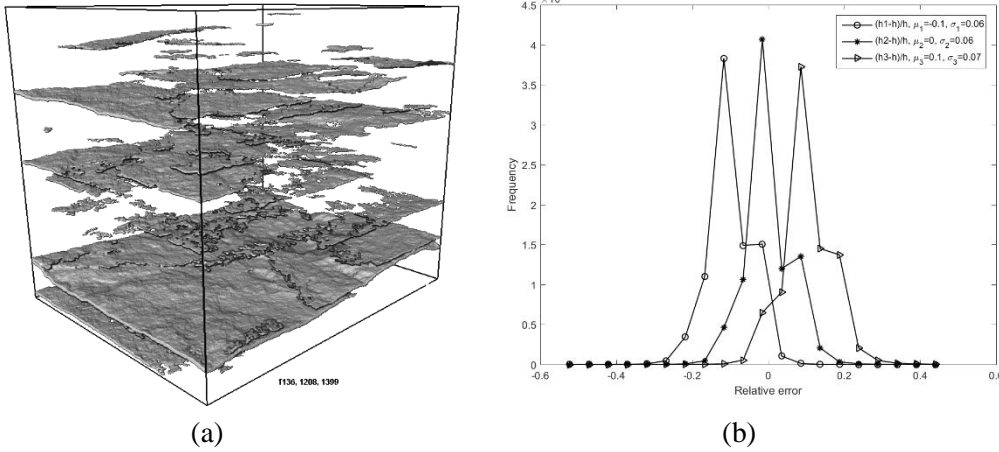 (h1-h)/h, μ1=-0.1, σ1=0.06
(h2-h)/h, μ2=0, σ2=0.06
(h3-h)/h, μ3=0.1, σ3=0.07
4.5
4
3.5
3
2.5
2
1.5
1
0.5
0
Frequency
-0.6
-0.4
-0.2
0
0.2
0.4
Relative error
1208, 1399
(a)
(b)